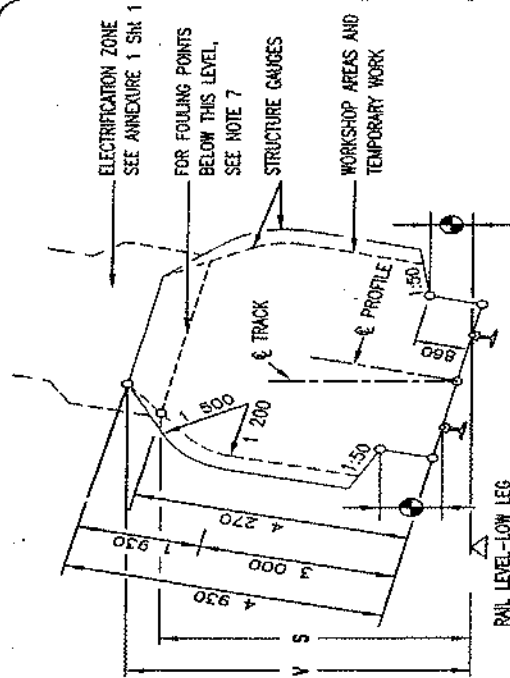 ELECTRIFICATION ZONE
SEE ANNEXURE 1 Sht 1
FOR FOULING POINTS
BELOW THIS LEVEL,
SEE NOTE 7
STRUCTURE GAUGES
WORKSHOP AREAS AND
TEMPORARY WORK
1:50
860
℄ PROFILE
℄ TRACK
1 500
1 200
1:50
4 270
1 930
3 000
4 930
S
V
RAIL LEVEL-LOW LEG